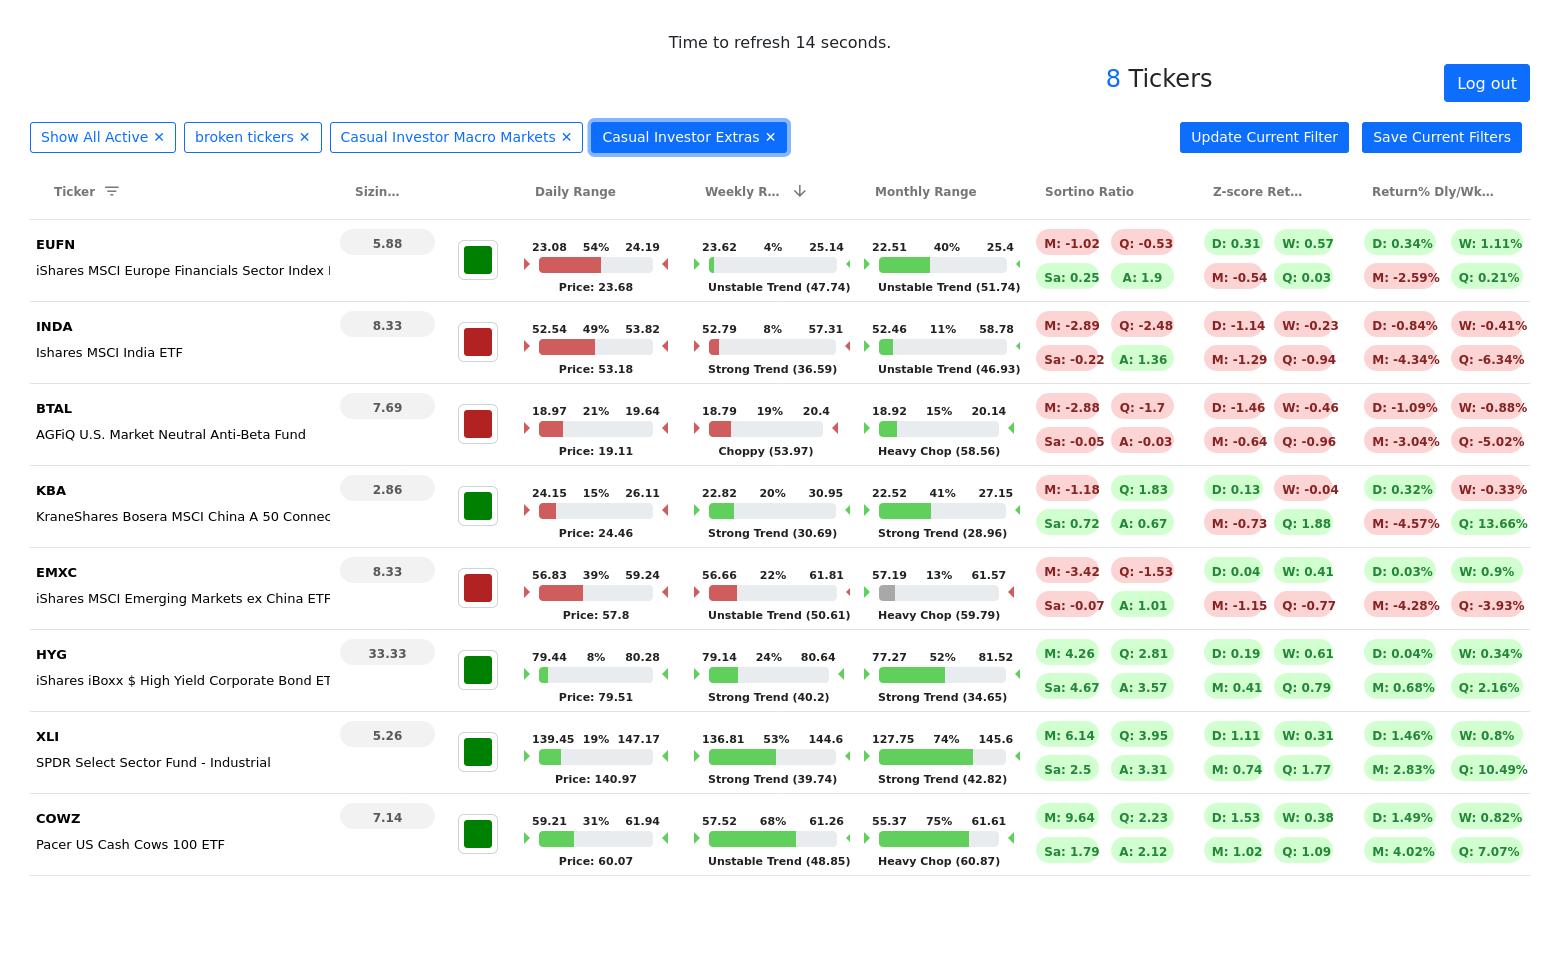 Time to refresh 14 seconds.
8 Tickers
Log out
Show All Active ✕ broken tickers ✕ Casual Investor Macro Markets ✕ Casual Investor Extras ✕ Update Current Filter Save Current Filters
Ticker Sizin... Daily Range Weekly R... Monthly Range Sortino Ratio Z-score Ret... Return% Dly/Wk...
EUFN 5.88 23.08 54% 24.19 23.62 4% 25.14 22.51 40% 25.4 M: -1.02 Q: -0.53 D: 0.31 W: 0.57 D: 0.34% W: 1.11%
iShares MSCI Europe Financials Sector Index Sa: 0.25 A: 1.9 M: -0.54 Q: 0.03 M: -2.59% Q: 0.21%
Price: 23.68 Unstable Trend (47.74) Unstable Trend (51.74)
INDA 8.33 52.54 49% 53.82 52.79 8% 57.31 52.46 11% 58.78 M: -2.89 Q: -2.48 D: -1.14 W: -0.23 D: -0.84% W: -0.41%
Ishares MSCI India ETF Sa: -0.22 A: 1.36 M: -1.29 Q: -0.94 M: -4.34% Q: -6.34%
Price: 53.18 Strong Trend (36.59) Unstable Trend (46.93)
BTAL 7.69 18.97 21% 19.64 18.79 19% 20.4 18.92 15% 20.14 M: -2.88 Q: -1.7 D: -1.46 W: -0.46 D: -1.09% W: -0.88%
AGFiQ U.S. Market Neutral Anti-Beta Fund Sa: -0.05 A: -0.03 M: -0.64 Q: -0.96 M: -3.04% Q: -5.02%
Price: 19.11 Choppy (53.97) Heavy Chop (58.56)
KBA 2.86 24.15 15% 26.11 22.82 20% 30.95 22.52 41% 27.15 M: -1.18 Q: 1.83 D: 0.13 W: -0.04 D: 0.32% W: -0.33%
KraneShares Bosera MSCI China A 50 Connec Sa: 0.72 A: 0.67 M: -0.73 Q: 1.88 M: -4.57% Q: 13.66%
Price: 24.46 Strong Trend (30.69) Strong Trend (28.96)
EMXC 8.33 56.83 39% 59.24 56.66 22% 61.81 57.19 13% 61.57 M: -3.42 Q: -1.53 D: 0.04 W: 0.41 D: 0.03% W: 0.9%
iShares MSCI Emerging Markets ex China ETF Sa: -0.07 A: 1.01 M: -1.15 Q: -0.77 M: -4.28% Q: -3.93%
Price: 57.8 Unstable Trend (50.61) Heavy Chop (59.79)
HYG 33.33 79.44 8% 80.28 79.14 24% 80.64 77.27 52% 81.52 M: 4.26 Q: 2.81 D: 0.19 W: 0.61 D: 0.04% W: 0.34%
iShares iBoxx $ High Yield Corporate Bond ET Sa: 4.67 A: 3.57 M: 0.41 Q: 0.79 M: 0.68% Q: 2.16%
Price: 79.51 Strong Trend (40.2) Strong Trend (34.65)
XLI 5.26 139.45 19% 147.17 136.81 53% 144.6 127.75 74% 145.6 M: 6.14 Q: 3.95 D: 1.11 W: 0.31 D: 1.46% W: 0.8%
SPDR Select Sector Fund - Industrial Sa: 2.5 A: 3.31 M: 0.74 Q: 1.77 M: 2.83% Q: 10.49%
Price: 140.97 Strong Trend (39.74) Strong Trend (42.82)
COWZ 7.14 59.21 31% 61.94 57.52 68% 61.26 55.37 75% 61.61 M: 9.64 Q: 2.23 D: 1.53 W: 0.38 D: 1.49% W: 0.82%
Pacer US Cash Cows 100 ETF Sa: 1.79 A: 2.12 M: 1.02 Q: 1.09 M: 4.02% Q: 7.07%
Price: 60.07 Unstable Trend (48.85) Heavy Chop (60.87)